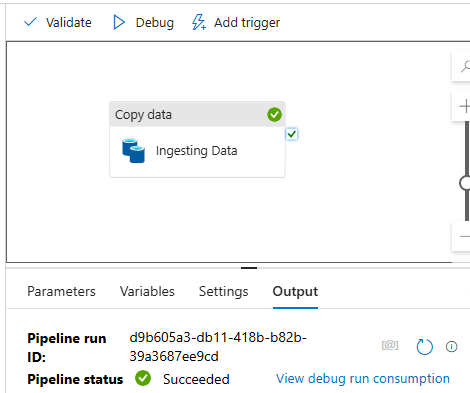 Validate Debug Add trigger
Copy data
Ingesting Data
Parameters Variables Settings Output
Pipeline run d9b605a3-db11-418b-b82b-
ID: 39a3687ee9cd
Pipeline status Succeeded View debug run consumption